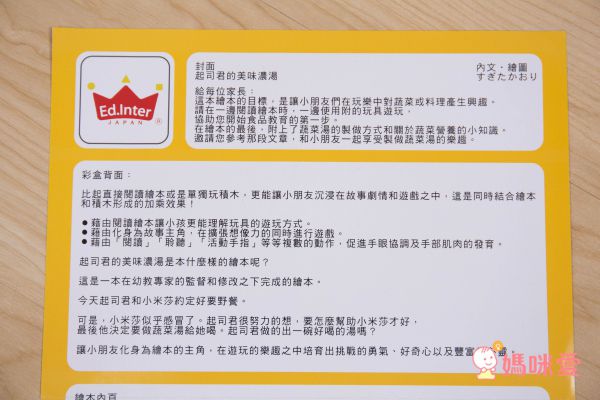 Ed.Inter
JAPAN
®
封面
起司君的美味濃湯
內文・繪圖
すぎたかおり
給每位家長：
這本繪本的目標，是讓小朋友們在玩樂中對蔬菜或料理產生興趣。
請在一邊閱讀繪本時，一邊使用附的玩具遊玩，
協助您開始食品教育的第一步。
在繪本的最後，附上了蔬菜湯的製做方式和關於蔬菜營養的小知識。
邀請您參考那段文章，和小朋友一起享受製做蔬菜湯的樂趣。
彩盒背面：
比起直接閱讀繪本或是單獨玩積木，更能讓小朋友沉浸在故事劇情和遊戲之中，這是同時結合繪本
和積木形成的加乘效果！
●藉由閱讀繪本讓小孩更能理解玩具的遊玩方式。
●藉由化身為故事主角，在擴張想像力的同時進行遊戲。
●藉由「閱讀」「聆聽」「活動手指」等等複數的動作，促進手眼協調及手部肌肉的發育。
起司君的美味濃湯是本什麼樣的繪本呢？
這是一本在幼教專家的監督和修改之下完成的繪本。
今天起司君和小米莎約定好要野餐。
可是，小米莎似乎感冒了。起司君很努力的想，要怎麼幫助小米莎才好，
最後他決定要做蔬菜湯給她喝。起司君做的出一碗好喝的湯嗎？
讓小朋友化身為繪本的主角，在遊玩的樂趣之中培育出挑戰的勇氣、好奇心以及豐富
媽咪愛
繪本內頁